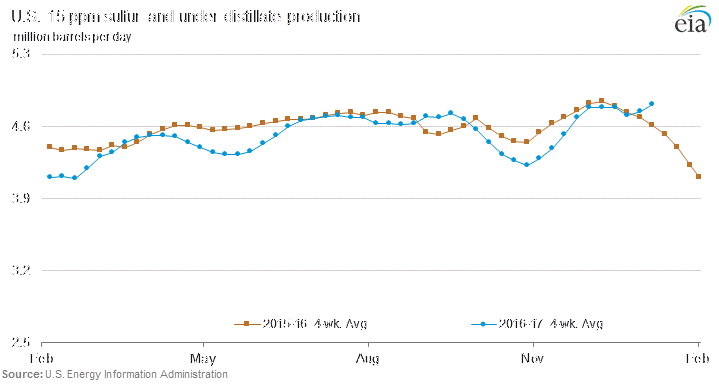 U.S. 15 ppm sulfur and under distillate production
million barrels per day
eia
5.3
4.6
3.9
3.2
2.5
2015-16 4-wk. Avg
2016-17 4-wk. Avg
Feb
May
Aug
Nov
Feb
Source: U.S. Energy Information Administration